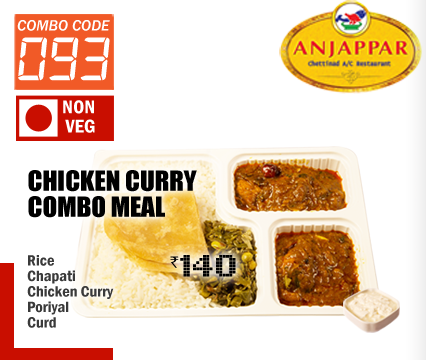 COMBO CODE
093
NON
VEG
ANJAPPAR
Chettinad A/C Restaurant
CHICKEN CURRY
COMBO MEAL
₹140
Rice
Chapati
Chicken Curry
Poriyal
Curd